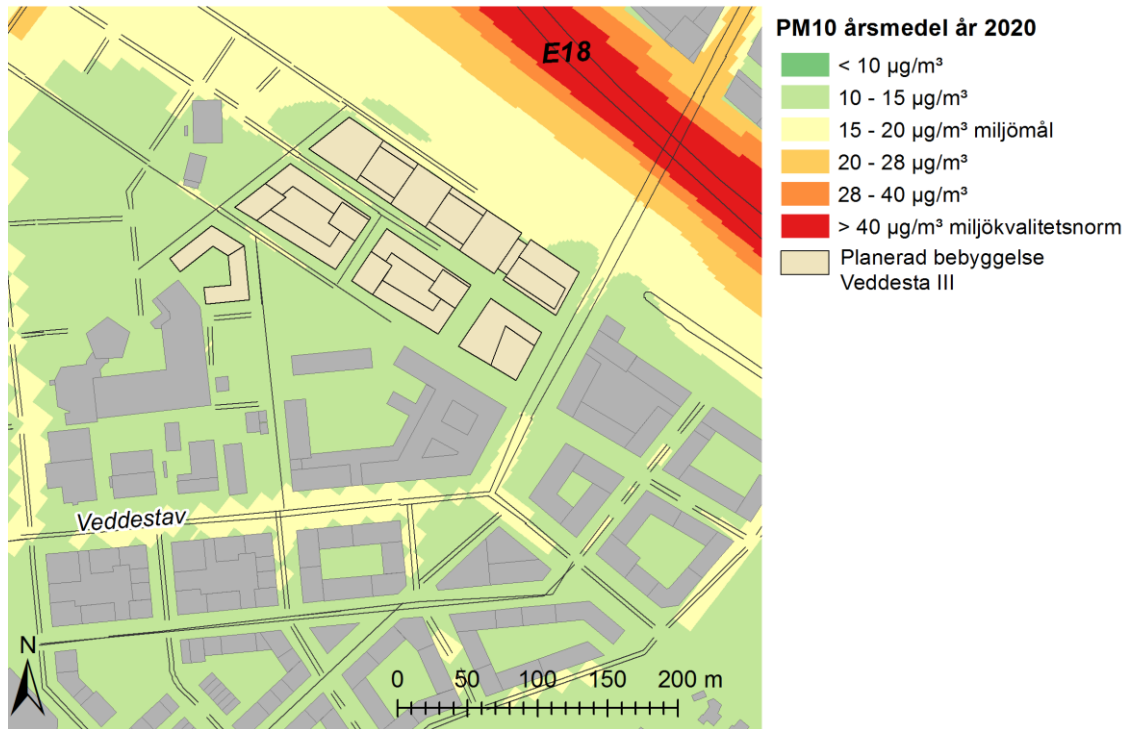 E18
Veddestav
N
0 50 100 150 200 m
PM10 årsmedel år 2020
< 10 µg/m³
10 - 15 µg/m³
15 - 20 µg/m³ miljömål
20 - 28 µg/m³
28 - 40 µg/m³
> 40 µg/m³ miljökvalitetsnorm
Planerad bebyggelse
Veddesta III